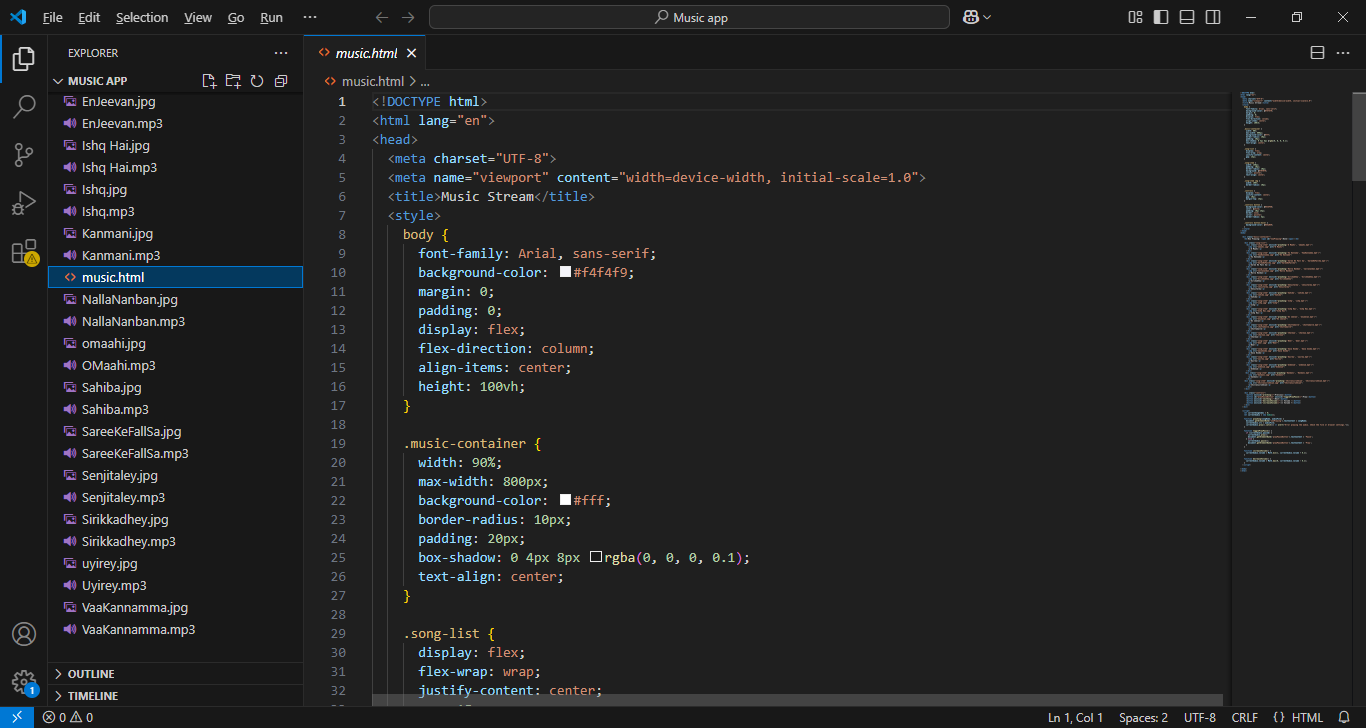 File Edit Selection View Go Run ...
Music app
EXPLORER
MUSIC APP
EnJeevan.jpg
EnJeevan.mp3
Ishq Hai.jpg
Ishq Hai.mp3
Ishq.jpg
Ishq.mp3
Kanmani.jpg
Kanmani.mp3
music.html
NallaNanban.jpg
NallaNanban.mp3
omaahi.jpg
OMaahi.mp3
Sahiba.jpg
Sahiba.mp3
SareeKeFallSa.jpg
SareeKeFallSa.mp3
Senjitaley.jpg
Senjitaley.mp3
Sirikkadhey.jpg
Sirikkadhey.mp3
uyirey.jpg
Uyirey.mp3
VaaKannamma.jpg
VaaKannamma.mp3
OUTLINE
TIMELINE
music.html
music.html > ...
1 <!DOCTYPE html>
2 <html lang="en">
3 <head>
4 <meta charset="UTF-8">
5 <meta name="viewport" content="width=device-width, initial-scale=1.0">
6 <title>Music Stream</title>
7 <style>
8 body {
9 font-family: Arial, sans-serif;
10 background-color: #f4f4f9;
11 margin: 0;
12 padding: 0;
13 display: flex;
14 flex-direction: column;
15 align-items: center;
16 height: 100vh;
17 }
18
19 .music-container {
20 width: 90%;
21 max-width: 800px;
22 background-color: #fff;
23 border-radius: 10px;
24 padding: 20px;
25 box-shadow: 0 4px 8px rgba(0, 0, 0, 0.1);
26 text-align: center;
27 }
28
29 .song-list {
30 display: flex;
31 flex-wrap: wrap;
32 justify-content: center;
1
0 0
Ln 1, Col 1 Spaces: 2 UTF-8 CRLF {} HTML